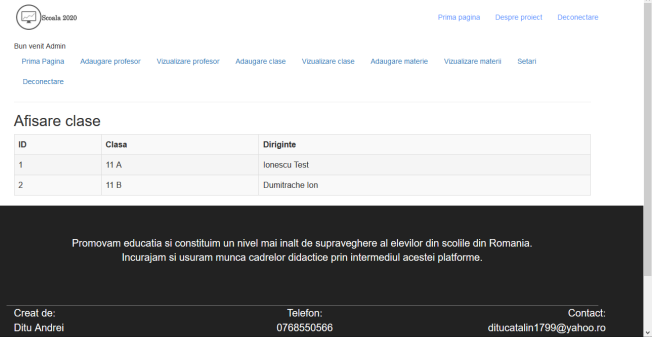 Scoala 2020
Prima pagina Despre proiect Deconectare
Bun venit Admin
Prima Pagina Adaugare profesor Vizualizare profesor Adaugare clase Vizualizare clase Adaugare materie Vizualizare materii Setari
Deconectare
Afisare clase
ID Clasa Diriginte
1 11 A Ionescu Test
2 11 B Dumitrache Ion
Promovam educatia si constituim un nivel mai inalt de supraveghere al elevilor din scolile din Romania.
Incurajam si usuram munca cadrelor didactice prin intermediul acestei platforme.
Creat de: Telefon: Contact:
Ditu Andrei 0768550566 ditucatalin1799@yahoo.ro